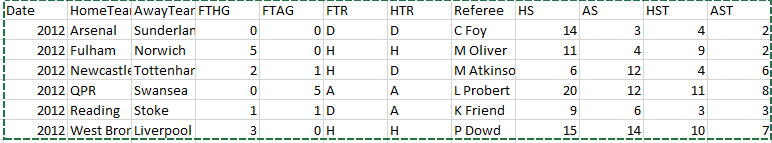 Date HomeTear AwayTeam FTHG FTAG FTR HTR Referee HS AS HST AST
2012 Arsenal Sunderlan 0 0 D D C Foy 14 3 4 2
2012 Fulham Norwich 5 0 H H M Oliver 11 4 9 2
2012 Newcastle Tottenhar 2 1 H D M Atkinso 6 12 4 6
2012 QPR Swansea 0 5 A A L Probert 20 12 11 8
2012 Reading Stoke 1 1 D A K Friend 9 6 3 3
2012 West Bror Liverpool 3 0 H H P Dowd 15 14 10 7